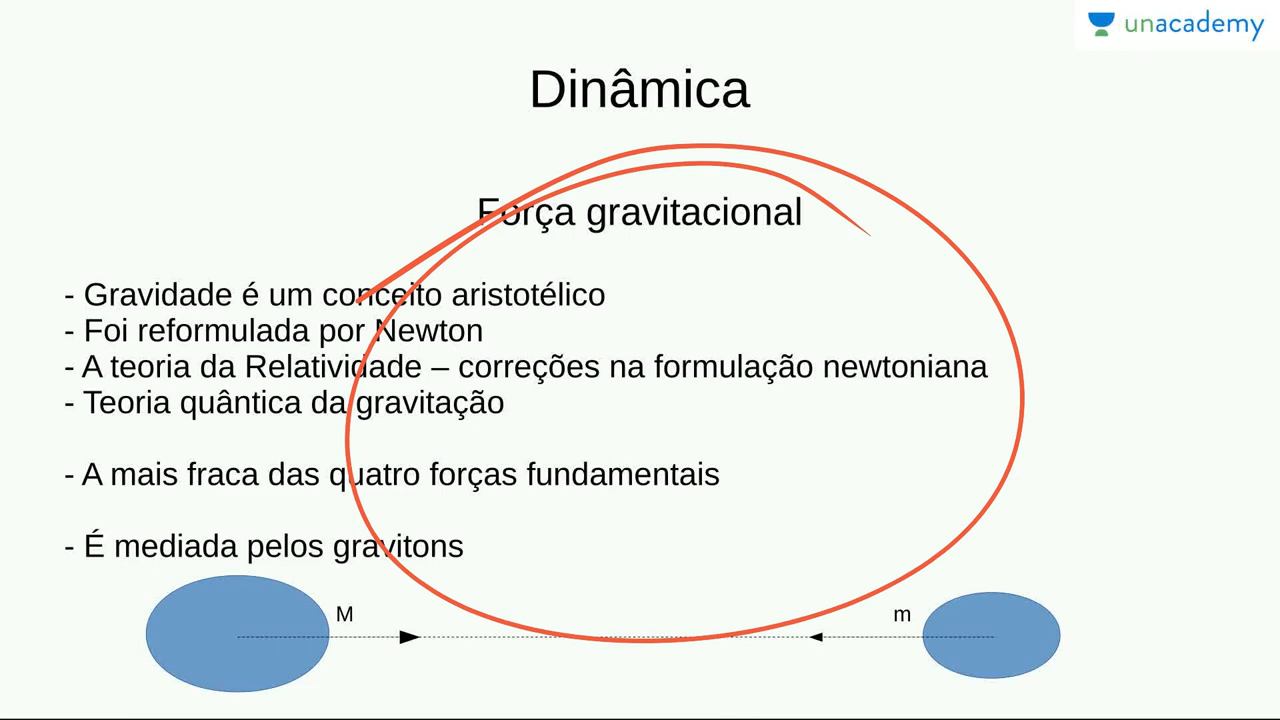 unacademy
Dinâmica
Força gravitacional
- Gravidade é um conceito aristotélico
- Foi reformulada por Newton
- A teoria da Relatividade – correções na formulação newtoniana
- Teoria quântica da gravitação
- A mais fraca das quatro forças fundamentais
- É mediada pelos gravitons
M m